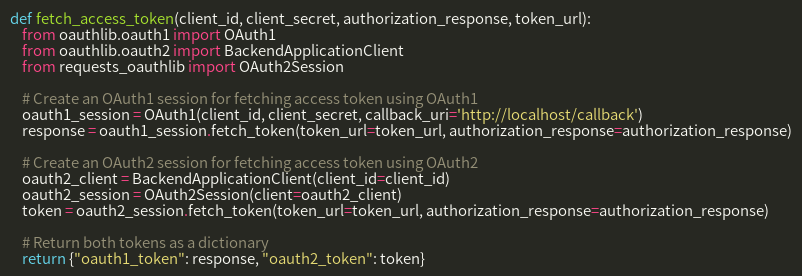 def fetch_access_token(client_id, client_secret, authorization_response, token_url):
from oauthlib.oauth1 import OAuth1
from oauthlib.oauth2 import BackendApplicationClient
from requests_oauthlib import OAuth2Session
# Create an OAuth1 session for fetching access token using OAuth1
oauth1_session = OAuth1(client_id, client_secret, callback_uri='http://localhost/callback')
response = oauth1_session.fetch_token(token_url=token_url, authorization_response=authorization_response)
# Create an OAuth2 session for fetching access token using OAuth2
oauth2_client = BackendApplicationClient(client_id=client_id)
oauth2_session = OAuth2Session(client=oauth2_client)
token = oauth2_session.fetch_token(token_url=token_url, authorization_response=authorization_response)
# Return both tokens as a dictionary
return {"oauth1_token": response, "oauth2_token": token}